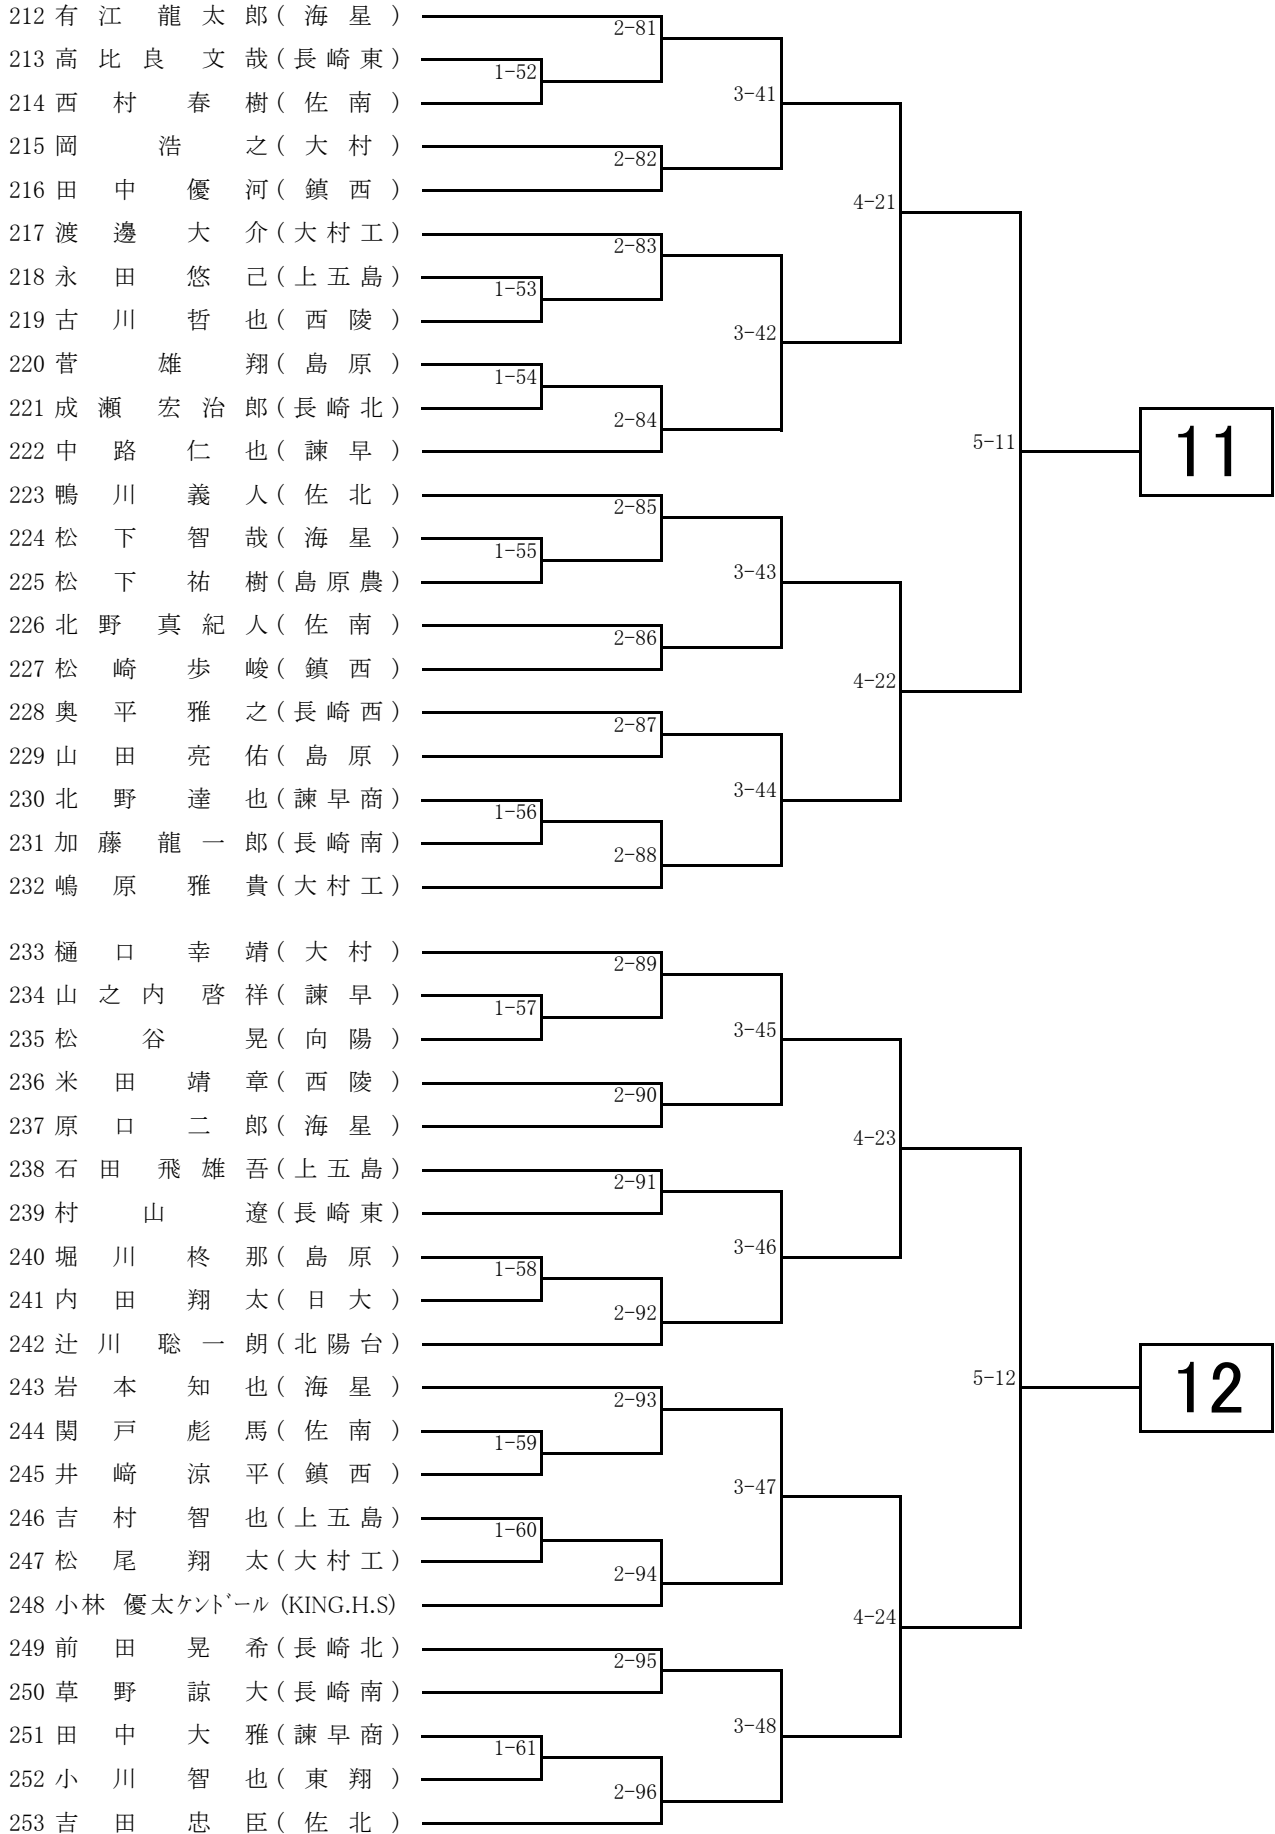 212 有江 龍太郎(海星)
2-81
213 高比良 文哉(長崎東)
1-52
214 西村 春樹(佐南)
3-41
215 岡 浩之(大村)
2-82
216 田中 優河(鎮西)
4-21
217 渡邊 大介(大村工)
2-83
218 永田 悠己(上五島)
1-53
219 古川 哲也(西陵)
3-42
220 菅 雄翔(島原)
1-54
221 成瀬 宏治郎(長崎北)
2-84
222 中路 仁也(諫早)
5-11
11
223 鴨川 義人(佐北)
2-85
224 松下 智哉(海星)
1-55
225 松下 祐樹(島原農)
3-43
226 北野 真紀人(佐南)
2-86
227 松崎 歩峻(鎮西)
4-22
228 奥平 雅之(長崎西)
2-87
229 山田 亮佑(島原)
3-44
230 北野 達也(諫早商)
1-56
231 加藤 龍一郎(長崎南)
2-88
232 嶋原 雅貴(大村工)
233 樋口 幸靖(大村)
2-89
234 山之内 啓祥(諫早)
1-57
235 松谷 晃(向陽)
3-45
236 米田 靖章(西陵)
2-90
237 原口 二郎(海星)
4-23
238 石田 飛雄吾(上五島)
2-91
239 村山 遼(長崎東)
3-46
240 堀川 柊那(島原)
1-58
241 内田 翔太(日大)
2-92
242 辻川 聡一朗(北陽台)
5-12
12
243 岩本 知也(海星)
2-93
244 関戸 彪馬(佐南)
1-59
245 井﨑 涼平(鎮西)
3-47
246 吉村 智也(上五島)
1-60
247 松尾 翔太(大村工)
2-94
248 小林 優太ケンドール (KING.H.S)
4-24
249 前田 晃希(長崎北)
2-95
250 草野 諒大(長崎南)
3-48
251 田中 大雅(諫早商)
1-61
252 小川 智也(東翔)
2-96
253 吉田 忠臣(佐北)